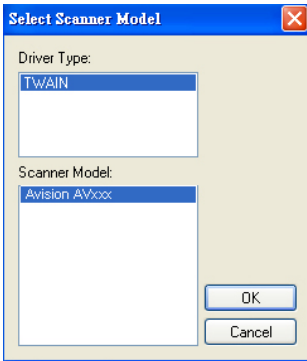 Select Scanner Model
Driver Type:
TWAIN
Scanner Model:
Avision AVxxx
OK
Cancel